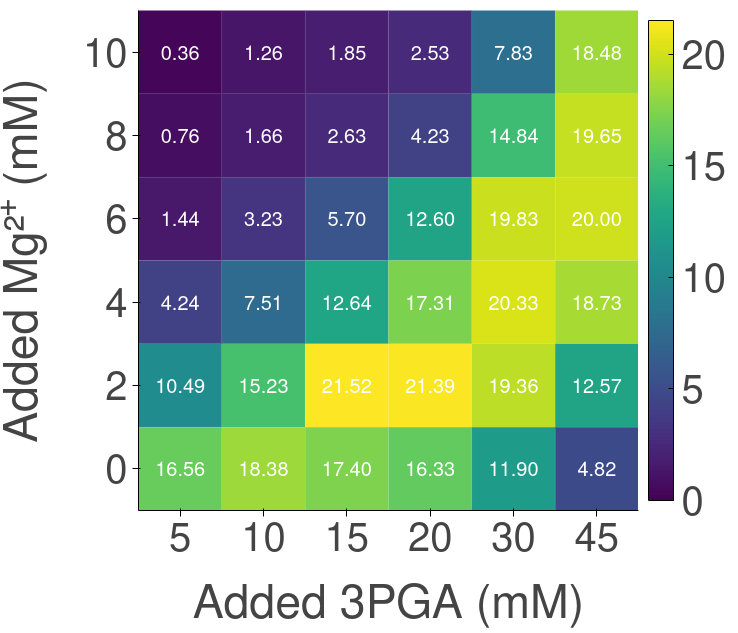 Added Mg²⁺ (mM)
10 0.36 1.26 1.85 2.53 7.83 18.48
8 0.76 1.66 2.63 4.23 14.84 19.65
6 1.44 3.23 5.70 12.60 19.83 20.00
4 4.24 7.51 12.64 17.31 20.33 18.73
2 10.49 15.23 21.52 21.39 19.36 12.57
0 16.56 18.38 17.40 16.33 11.90 4.82
5 10 15 20 30 45
Added 3PGA (mM)
20
15
10
5
0